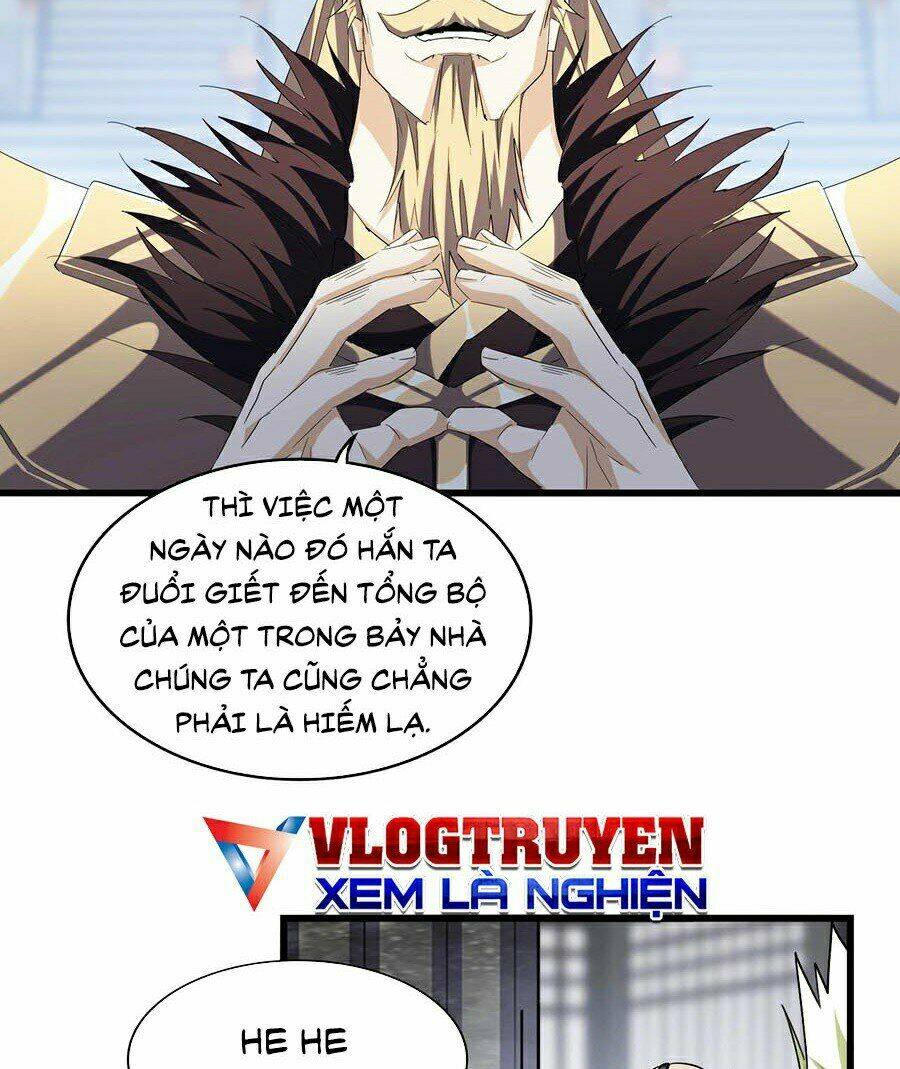 THÌ VIỆC MỘT
NGÀY NÀO ĐÓ HẮN TA
ĐUỔI GIẾT ĐẾN TỔNG BỘ
CỦA MỘT TRONG BẢY NHÀ
CHÚNG TA CŨNG CHẲNG
PHẢI LÀ HIẾM LẠ.
VLOGTRUYEN
XEM LÀ NGHIỆN
HE HE